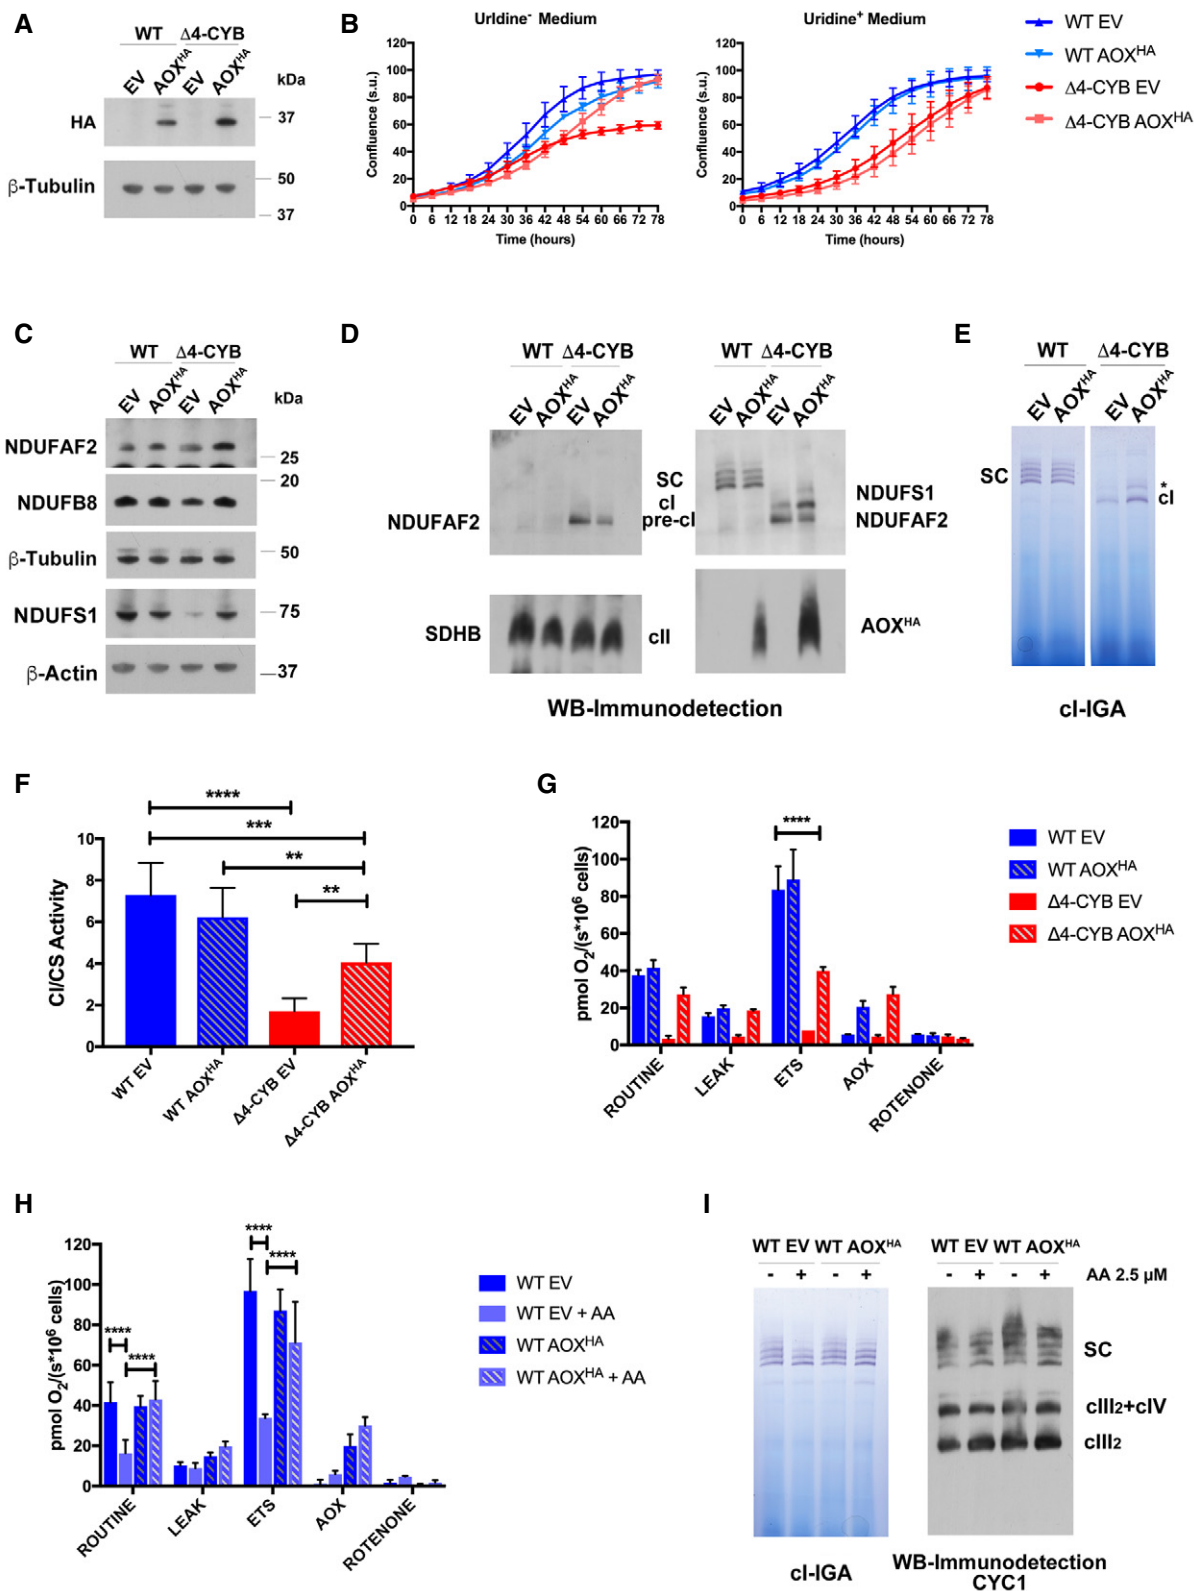 A
WT Δ4-CYB
EV AOXHA EV AOXHA
kDa
HA
37
β-Tubulin
50
37
B
UrIdine- Medium
Confluence (s.u.)
120
100
80
60
40
20
0
0 6 12 18 24 30 36 42 48 54 60 66 72 78
Time (hours)
Uridine+ Medium
Confluence (s.u.)
120
100
80
60
40
20
0
0 6 12 18 24 30 36 42 48 54 60 66 72 78
Time (hours)
WT EV
WT AOXHA
Δ4-CYB EV
Δ4-CYB AOXHA
C
WT Δ4-CYB
EV AOXHA EV AOXHA
kDa
NDUFAF2
25
20
NDUFB8
β-Tubulin
50
NDUFS1
75
β-Actin
37
D
WT Δ4-CYB
EV AOXHA EV AOXHA
NDUFAF2
SC
cI
pre-cI
SDHB
cII
WT Δ4-CYB
EV AOXHA EV AOXHA
NDUFS1
NDUFAF2
AOXHA
WB-Immunodetection
E
WT Δ4-CYB
EV AOXHA EV AOXHA
SC
*
cI
cI-IGA
F
****
***
**
**
CI/CS Activity
10
8
6
4
2
0
WT EV
WT AOXHA
Δ4-CYB EV
Δ4-CYB AOXHA
G
pmol O2/(s*106 cells)
120
100
80
60
40
20
0
****
ROUTINE
LEAK
ETS
AOX
ROTENONE
WT EV
WT AOXHA
Δ4-CYB EV
Δ4-CYB AOXHA
H
pmol O2/(s*106 cells)
120
100
80
60
40
20
0
****
****
****
****
ROUTINE
LEAK
ETS
AOX
ROTENONE
WT EV
WT EV + AA
WT AOXHA
WT AOXHA + AA
I
WT EV WT AOXHA
- + - +
cI-IGA
WT EV WT AOXHA
- + - + AA 2.5 µM
SC
cIII2+cIV
cIII2
WB-Immunodetection
CYC1